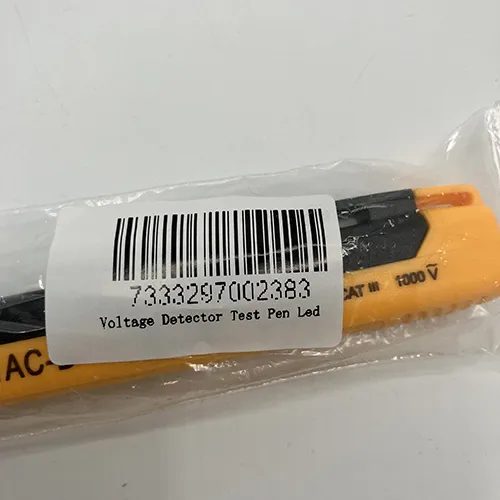 7333297002383
Voltage Detector Test Pen Led
CAT III 1000 V
AC-